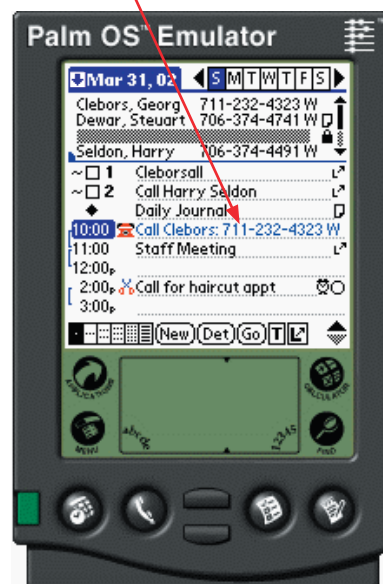 Palm OS™ Emulator
Mar 31, 02 S M T W T F S
Clebors, Georg 711-232-4323 W
Dewar, Steuart 706-374-4741 W
Seldon, Harry 706-374-4491 W
~ 1 Cleborsall
~ 2 Call Harry Seldon
Daily Journal
10:00 Call Clebors: 711-232-4323 W
11:00 Staff Meeting
12:00P
2:00P Call for haircut appt
3:00P
New Det Go T
APPLICATIONS CALCULATOR
MENU abcde 12345 FIND